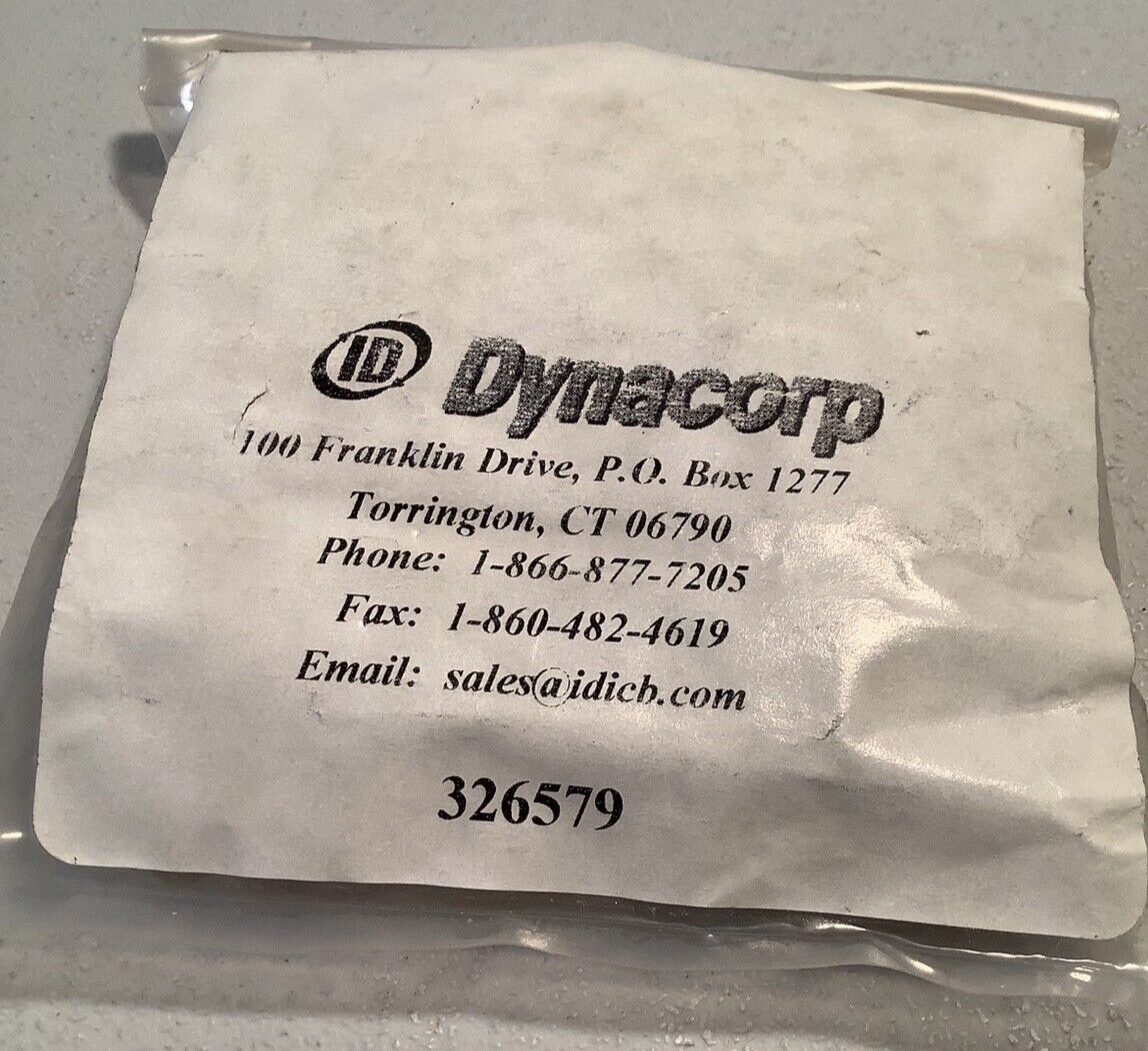 ID Dynacorp
100 Franklin Drive, P.O. Box 1277
Torrington, CT 06790
Phone: 1-866-877-7205
Fax: 1-860-482-4619
Email: sales@idicb.com
326579